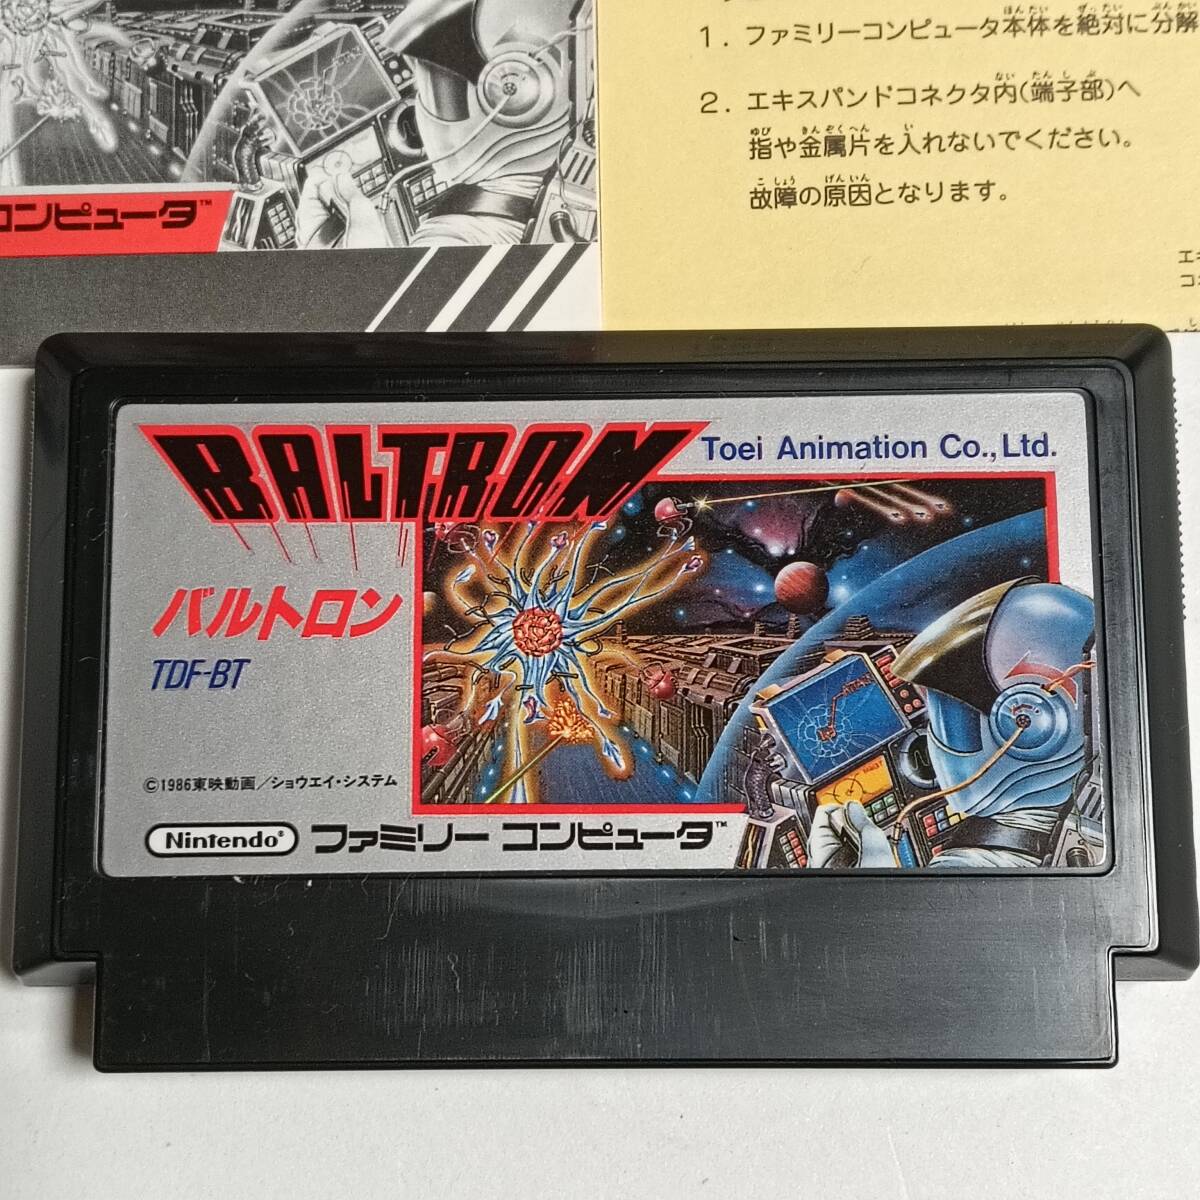 コンピュータ™
1. ファミリーコンピュータ本体を絶対に分解
2. エキスパンドコネクタ内(端子部)へ
指や金属片を入れないでください。
故障の原因となります。
BALTRON
Toei Animation Co.,Ltd.
バルトロン
TDF-BT
©1986東映動画/ショウエイ・システム
Nintendo® ファミリーコンピュータ™